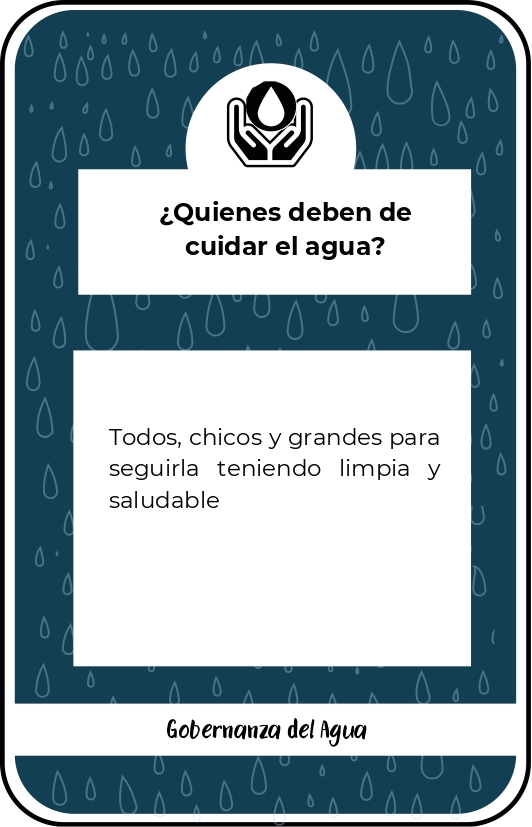 ¿Quienes deben de
cuidar el agua?
Todos, chicos y grandes para
seguirla teniendo limpia y
saludable
Gobernanza del Agua